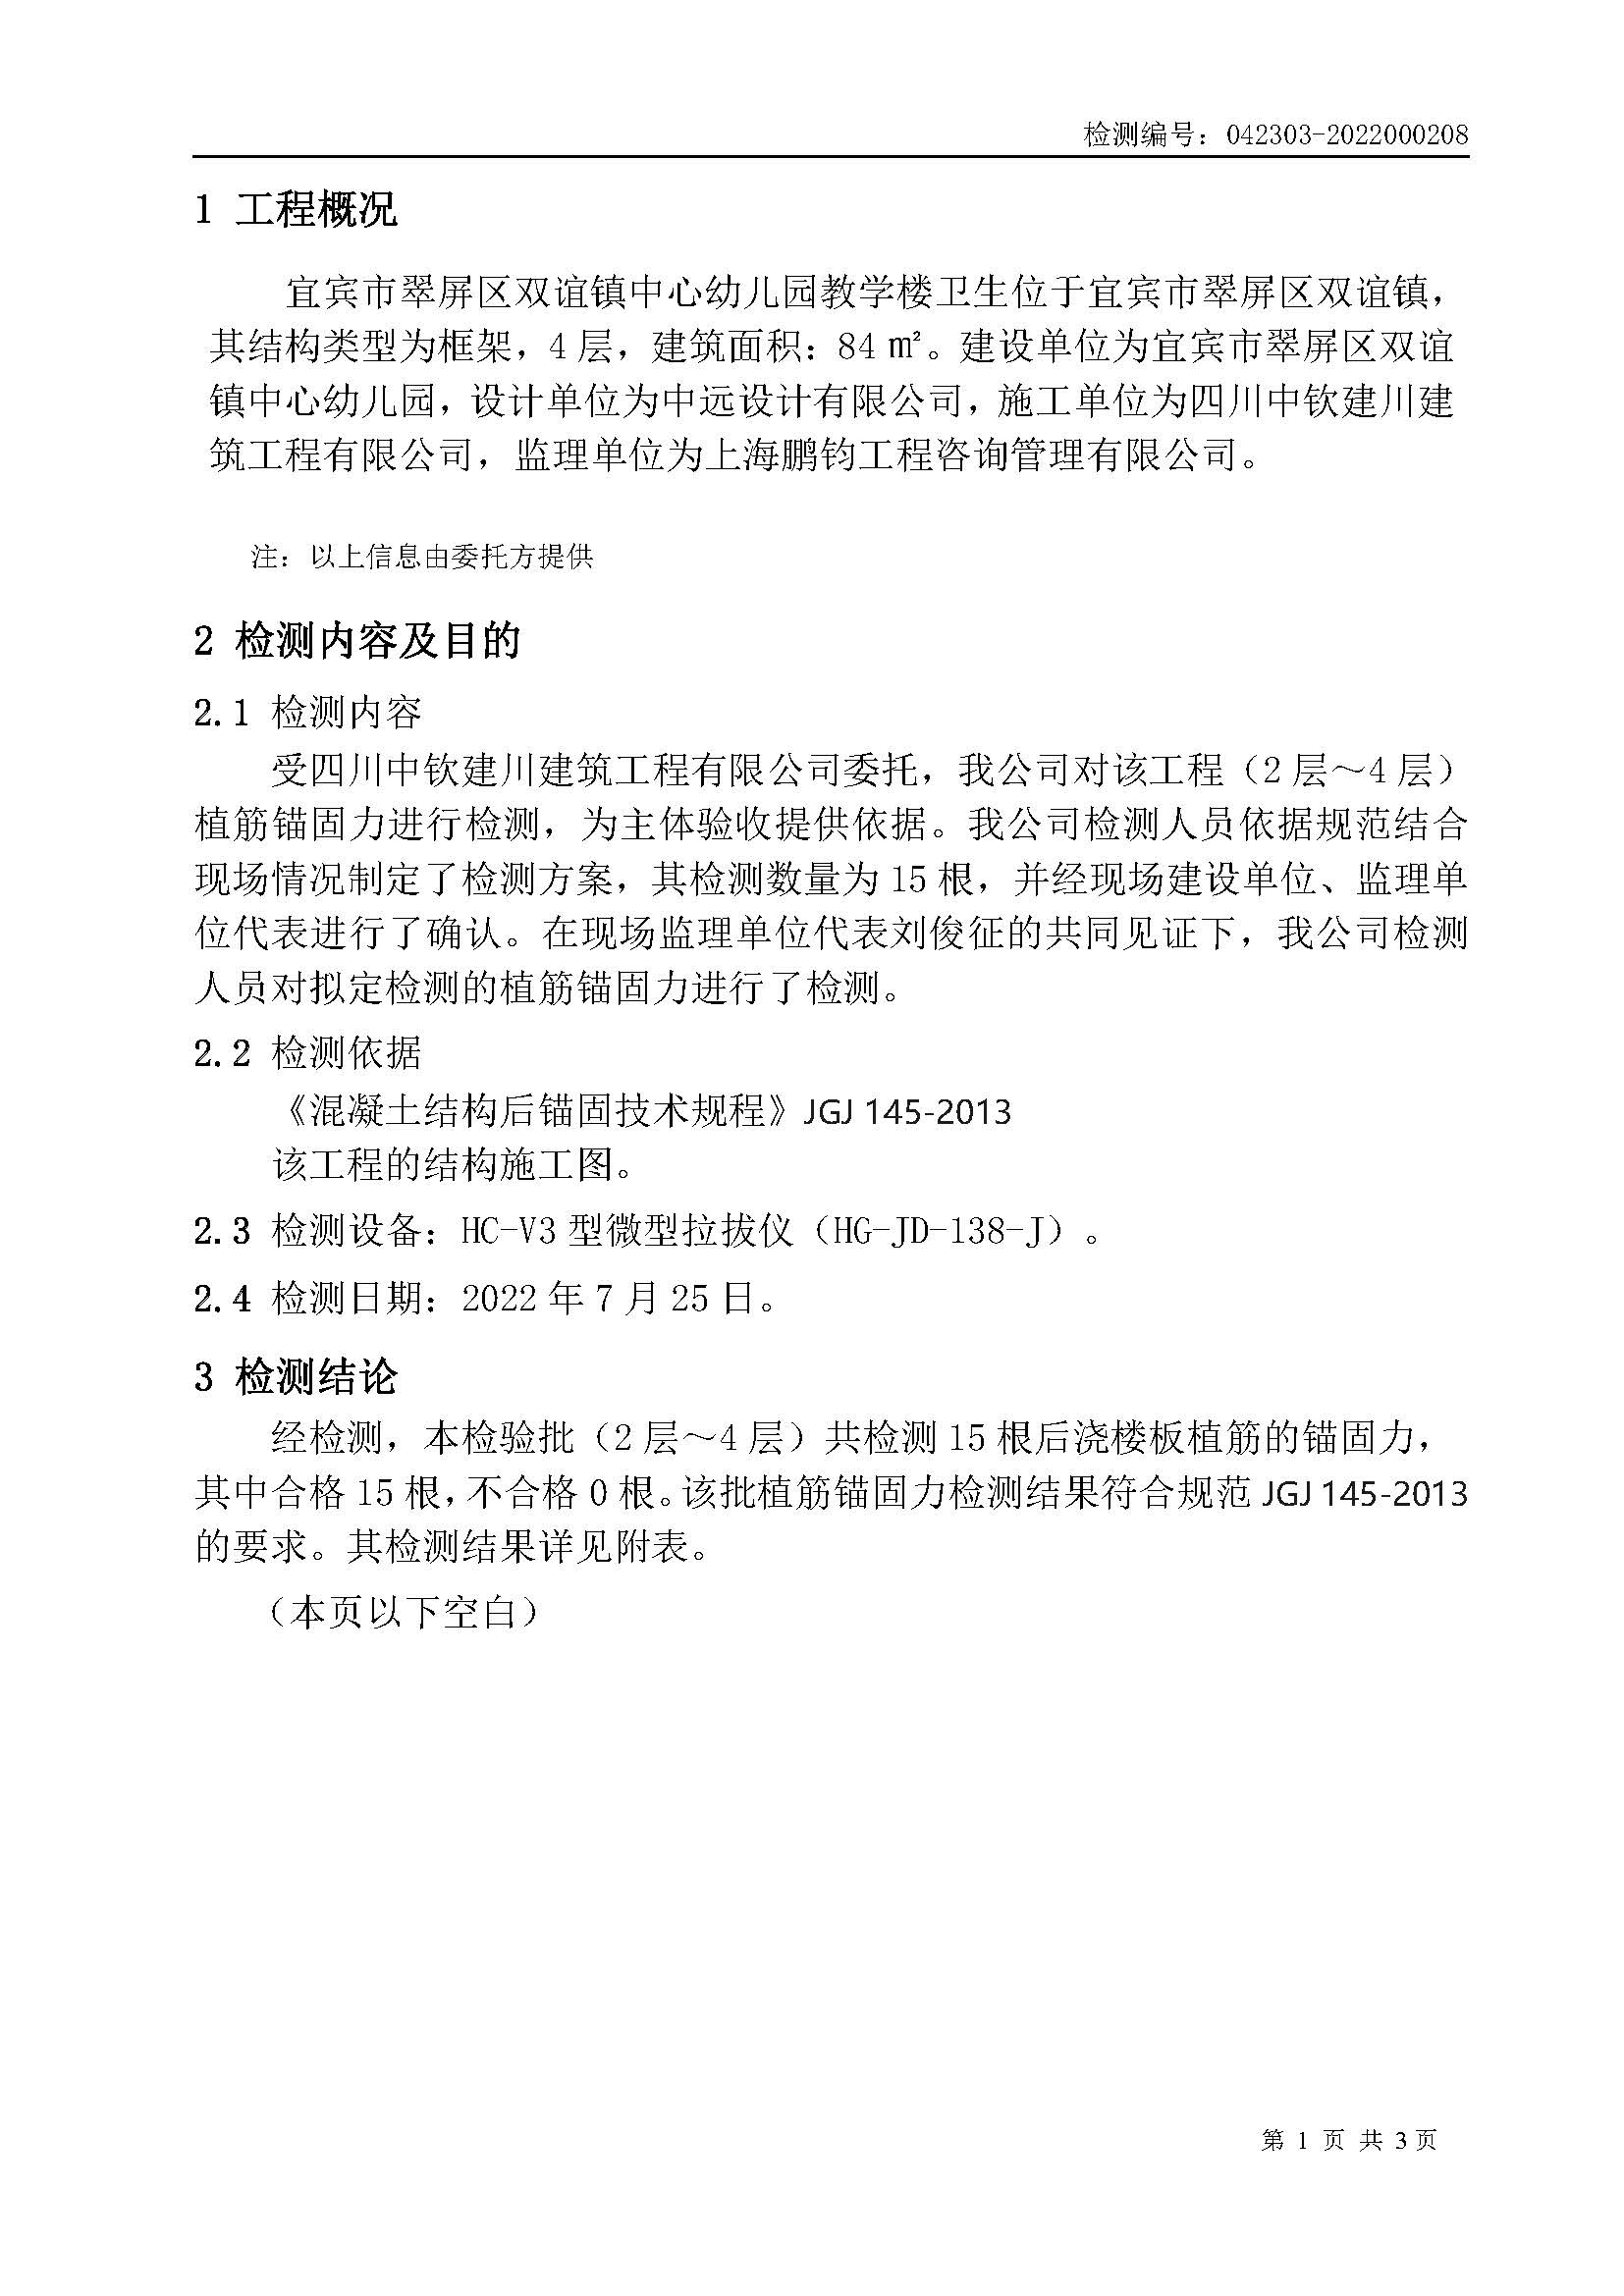 检测编号：042303-2022000208
1 工程概况
宜宾市翠屏区双谊镇中心幼儿园教学楼卫生位于宜宾市翠屏区双谊镇，
其结构类型为框架，4 层，建筑面积：84 ㎡。建设单位为宜宾市翠屏区双谊
镇中心幼儿园，设计单位为中远设计有限公司，施工单位为四川中钦建川建
筑工程有限公司，监理单位为上海鹏钧工程咨询管理有限公司。
注：以上信息由委托方提供
2 检测内容及目的
2.1 检测内容
受四川中钦建川建筑工程有限公司委托，我公司对该工程（2 层～4 层）
植筋锚固力进行检测，为主体验收提供依据。我公司检测人员依据规范结合
现场情况制定了检测方案，其检测数量为 15 根，并经现场建设单位、监理单
位代表进行了确认。在现场监理单位代表刘俊征的共同见证下，我公司检测
人员对拟定检测的植筋锚固力进行了检测。
2.2 检测依据
《混凝土结构后锚固技术规程》JGJ 145-2013
该工程的结构施工图。
2.3 检测设备：HC-V3 型微型拉拔仪（HG-JD-138-J）。
2.4 检测日期：2022 年 7 月 25 日。
3 检测结论
经检测，本检验批（2 层～4 层）共检测 15 根后浇楼板植筋的锚固力，
其中合格 15 根，不合格 0 根。该批植筋锚固力检测结果符合规范 JGJ 145-2013
的要求。其检测结果详见附表。
（本页以下空白）
第 1 页 共 3 页